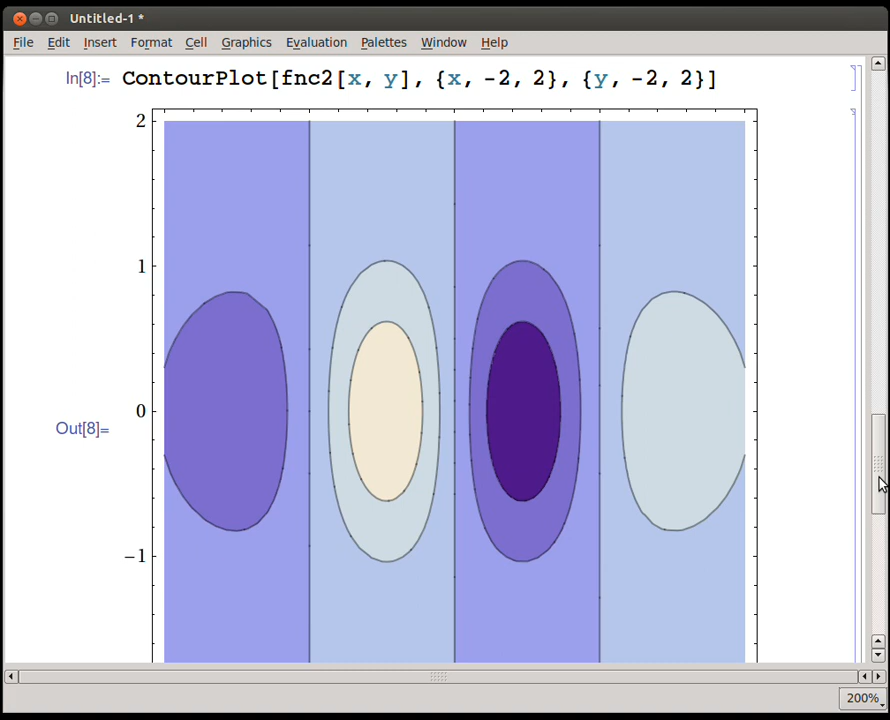 Untitled-1 *
File Edit Insert Format Cell Graphics Evaluation Palettes Window Help
In[8]:= ContourPlot[fnc2[x, y], {x, -2, 2}, {y, -2, 2}]
2
1
0
Out[8]=
−1
200%